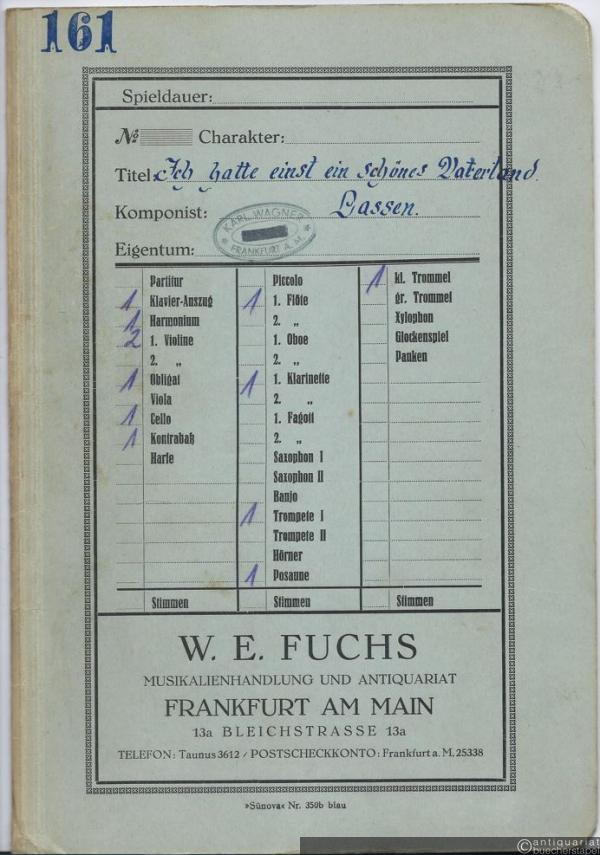 161
Spieldauer:
№ Charakter:
Titel: Ich hatte einst ein schönes Vaterland.
Komponist: Lassen.
KARL WAGNER
FRANKFURT A. M.
Eigentum:
Partitur
1 Klavier-Auszug
1 Harmonium
2 1. Violine
2. „
1 Obligat
Viola
1 Cello
1 Kontrabaß
Harfe
Stimmen
Piccolo
1 1. Flöte
2. „
1. Oboe
2. „
1 1. Klarinette
2. „
1. Fagott
2. „
Saxophon I
Saxophon II
Banjo
1 Trompete I
Trompete II
Hörner
1 Posaune
Stimmen
1 kl. Trommel
gr. Trommel
Xylophon
Glockenspiel
Pauken
Stimmen
W. E. FUCHS
MUSIKALIENHANDLUNG UND ANTIQUARIAT
FRANKFURT AM MAIN
13a BLEICHSTRASSE 13a
TELEFON: Taunus 3612 / POSTSCHECKKONTO: Frankfurt a. M. 25338
»Sünova« Nr. 350b blau
antiquariat
buecherstapel